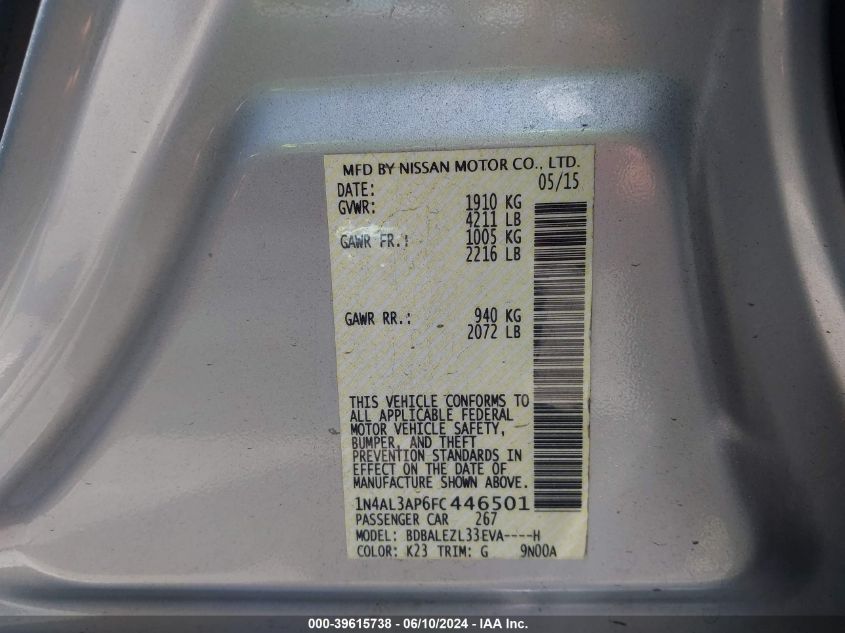 MFD BY NISSAN MOTOR CO., LTD.
DATE: 05/15
GVWR: 1910 KG
4211 LB
GAWR FR.: 1005 KG
2216 LB
GAWR RR.: 940 KG
2072 LB
THIS VEHICLE CONFORMS TO
ALL APPLICABLE FEDERAL
MOTOR VEHICLE SAFETY,
BUMPER, AND THEFT
PREVENTION STANDARDS IN
EFFECT ON THE DATE OF
MANUFACTURE SHOWN ABOVE.
1N4AL3AP6FC446501
PASSENGER CAR 267
MODEL: BDBALEZL33EVA----H
COLOR: K23 TRIM: G 9N00A
000-39615738 - 06/10/2024 - IAA Inc.